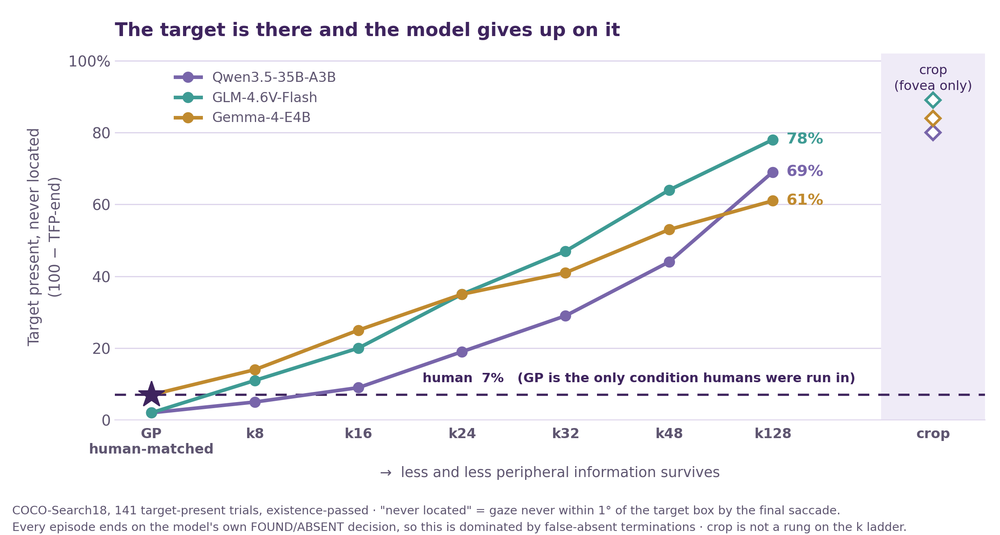 The target is there and the model gives up on it
100%
80
60
40
20
0
Target present, never located
(100 − TFP-end)
Qwen3.5-35B-A3B
GLM-4.6V-Flash
Gemma-4-E4B
crop
(fovea only)
78%
69%
61%
human  7%   (GP is the only condition humans were run in)
GP
human-matched
k8
k16
k24
k32
k48
k128
crop
→  less and less peripheral information survives
COCO-Search18, 141 target-present trials, existence-passed · "never located" = gaze never within 1° of the target box by the final saccade.
Every episode ends on the model's own FOUND/ABSENT decision, so this is dominated by false-absent terminations · crop is not a rung on the k ladder.